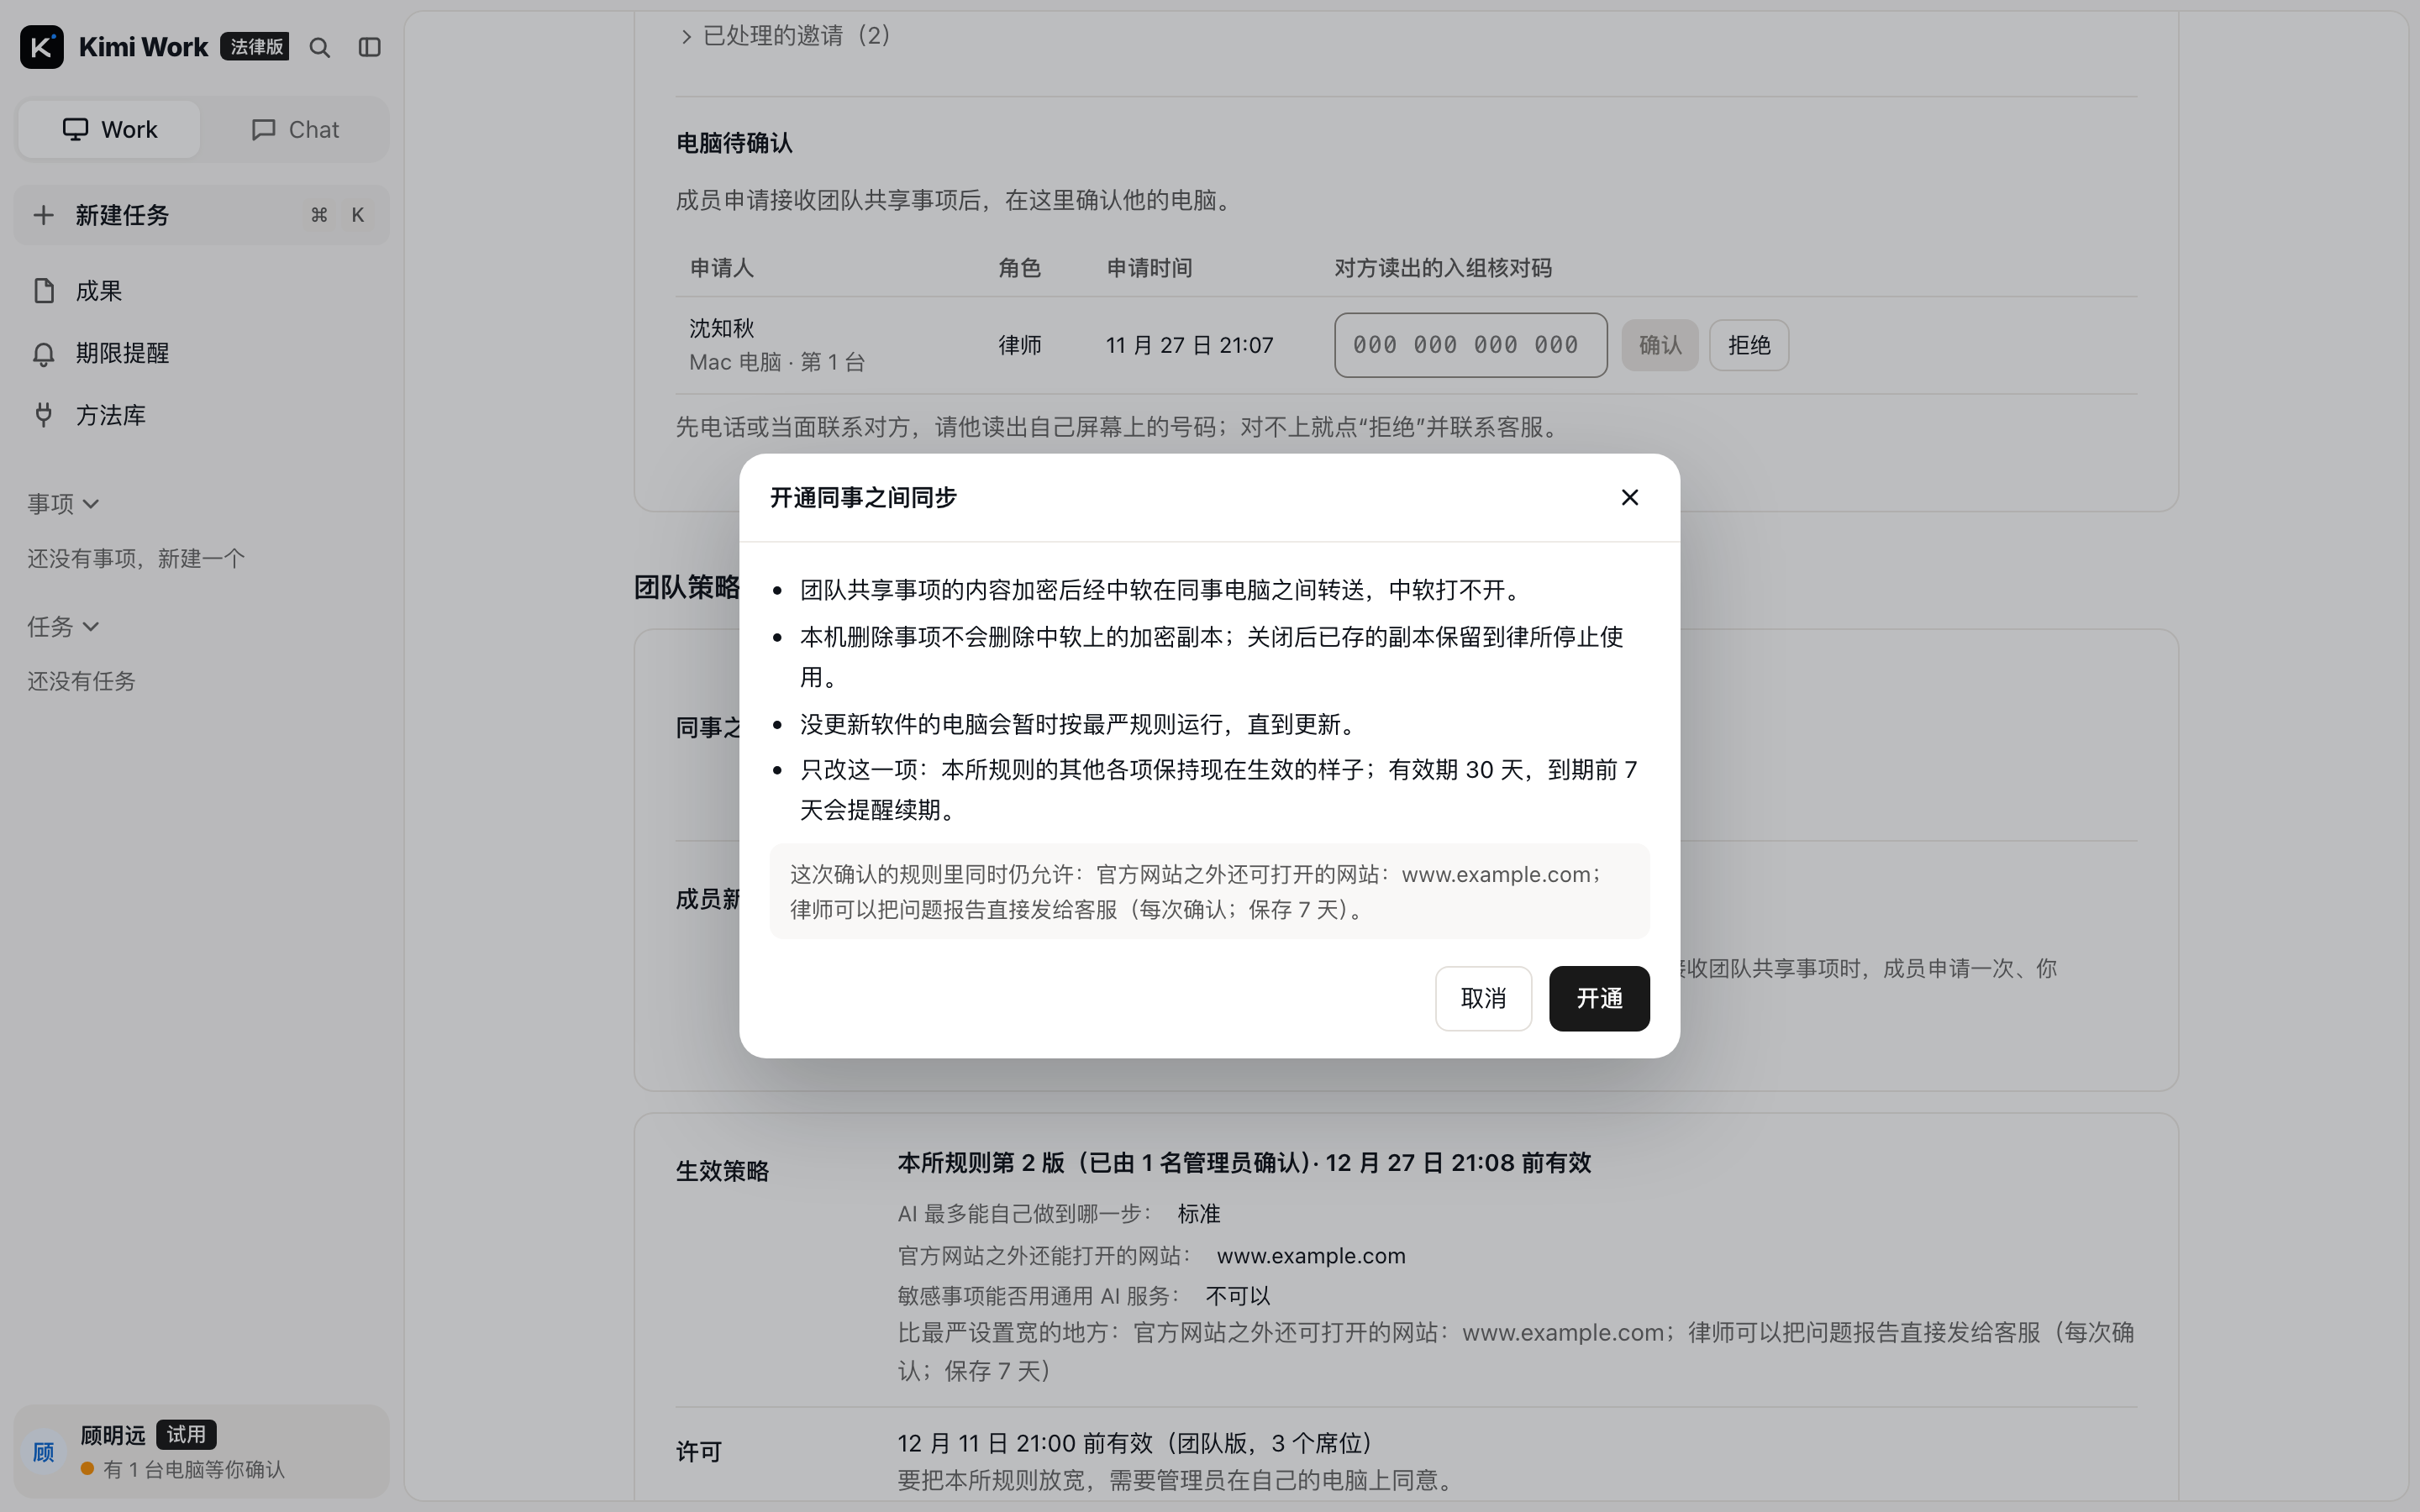 Kimi Work 法律版
Work
Chat
新建任务 ⌘ K
成果
期限提醒
方法库
事项
还没有事项，新建一个
任务
还没有任务
顾
顾明远 试用
有 1 台电脑等你确认
已处理的邀请（2）
电脑待确认
成员申请接收团队共享事项后，在这里确认他的电脑。
申请人 角色 申请时间 对方读出的入组核对码
沈知秋
Mac 电脑 · 第 1 台
律师
11 月 27 日 21:07
000 000 000 000
确认
拒绝
先电话或当面联系对方，请他读出自己屏幕上的号码；对不上就点“拒绝”并联系客服。
团队策略
同事之
成员新
收团队共享事项时，成员申请一次、你
开通同事之间同步
团队共享事项的内容加密后经中软在同事电脑之间转送，中软打不开。
本机删除事项不会删除中软上的加密副本；关闭后已存的副本保留到律所停止使
用。
没更新软件的电脑会暂时按最严规则运行，直到更新。
只改这一项：本所规则的其他各项保持现在生效的样子；有效期 30 天，到期前 7
天会提醒续期。
这次确认的规则里同时仍允许：官方网站之外还可打开的网站：www.example.com；
律师可以把问题报告直接发给客服（每次确认；保存 7 天）。
取消
开通
生效策略
本所规则第 2 版（已由 1 名管理员确认）· 12 月 27 日 21:08 前有效
AI 最多能自己做到哪一步： 标准
官方网站之外还能打开的网站： www.example.com
敏感事项能否用通用 AI 服务： 不可以
比最严设置宽的地方：官方网站之外还可打开的网站：www.example.com；律师可以把问题报告直接发给客服（每次确
认；保存 7 天）
许可
12 月 11 日 21:00 前有效（团队版，3 个席位）
要把本所规则放宽，需要管理员在自己的电脑上同意。